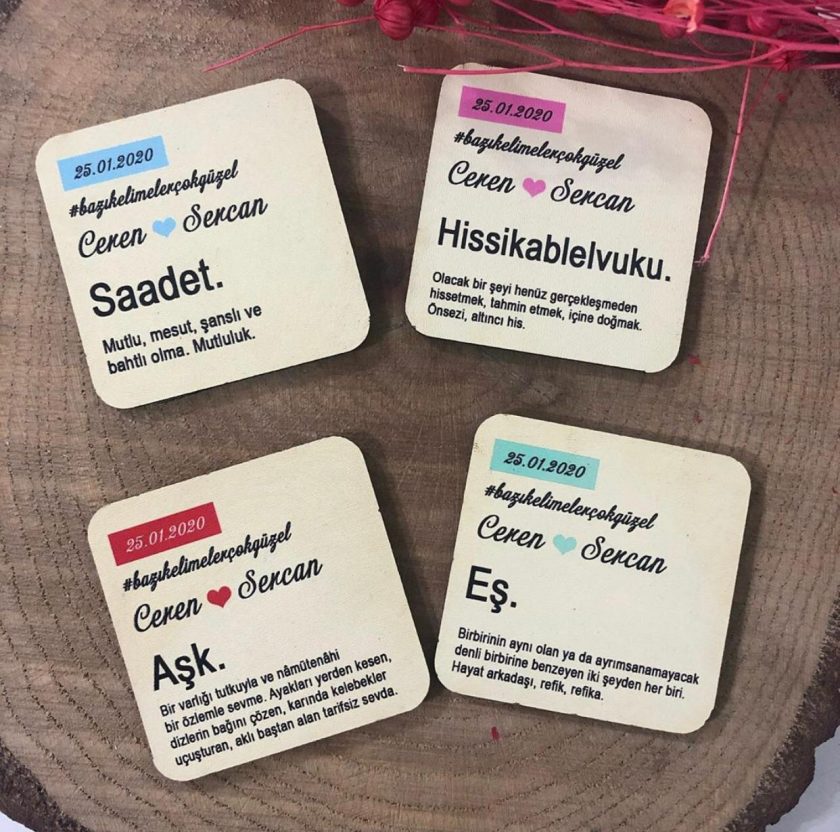 25.01.2020
#bazıkelimelerçokgüzel
Ceren Sercan
Saadet.
Mutlu, mesut, şanslı ve
bahtlı olma. Mutluluk.
25.01.2020
#bazıkelimelerçokgüzel
Ceren Sercan
Hissikablelvuku.
Olacak bir şeyi henüz gerçekleşmeden
hissetmek, tahmin etmek, içine doğmak.
Önsezi, altıncı his.
25.01.2020
#bazıkelimelerçokgüzel
Ceren Sercan
Aşk.
Bir varlığı tutkuyla ve nâmütenâhi
bir özlemle sevme. Ayakları yerden kesen,
dizlerin bağını çözen, karında kelebekler
uçuşturan, aklı baştan alan tarifsiz sevda.
25.01.2020
#bazıkelimelerçokgüzel
Ceren Sercan
Eş.
Birbirinin aynı olan ya da ayrımsanamayacak
denli birbirine benzeyen iki şeyden her biri.
Hayat arkadaşı, refik, refika.